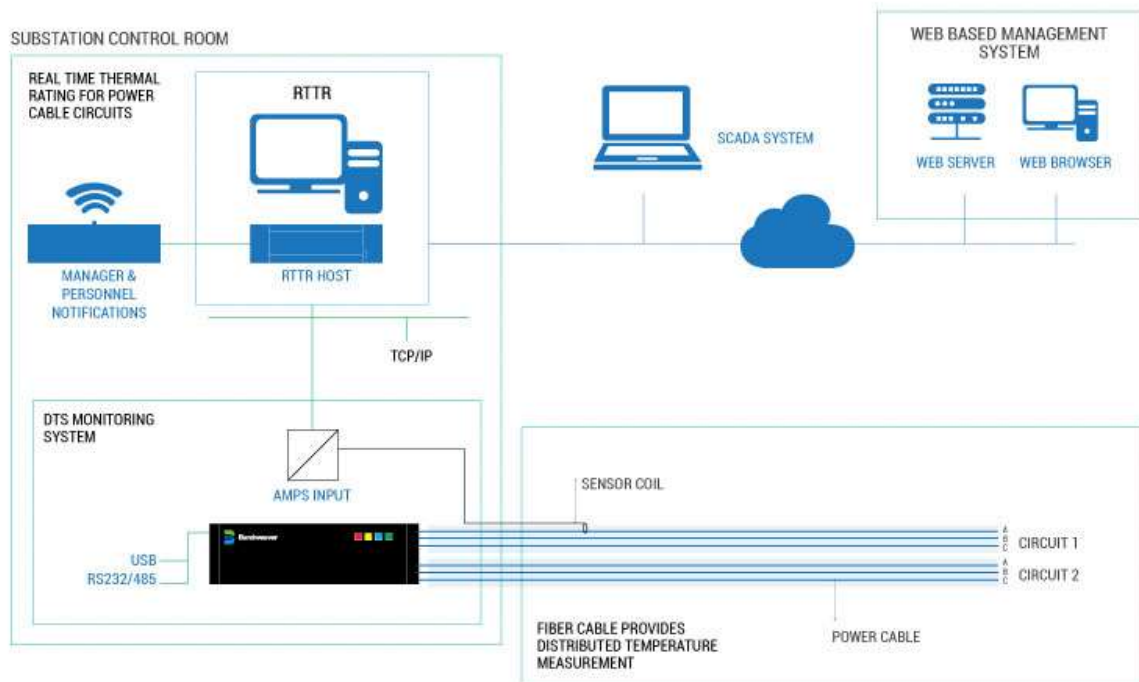 SUBSTATION CONTROL ROOM
REAL TIME THERMAL
RATING FOR POWER
CABLE CIRCUITS
RTTR
RTTR HOST
MANAGER &
PERSONNEL
NOTIFICATIONS
TCP/IP
SCADA SYSTEM
WEB BASED MANAGEMENT
SYSTEM
WEB SERVER
WEB BROWSER
DTS MONITORING
SYSTEM
AMPS INPUT
Bandweaver
USB
RS232/485
SENSOR COIL
A
B
C
CIRCUIT 1
A
B
C
CIRCUIT 2
POWER CABLE
FIBER CABLE PROVIDES
DISTRIBUTED TEMPERATURE
MEASUREMENT